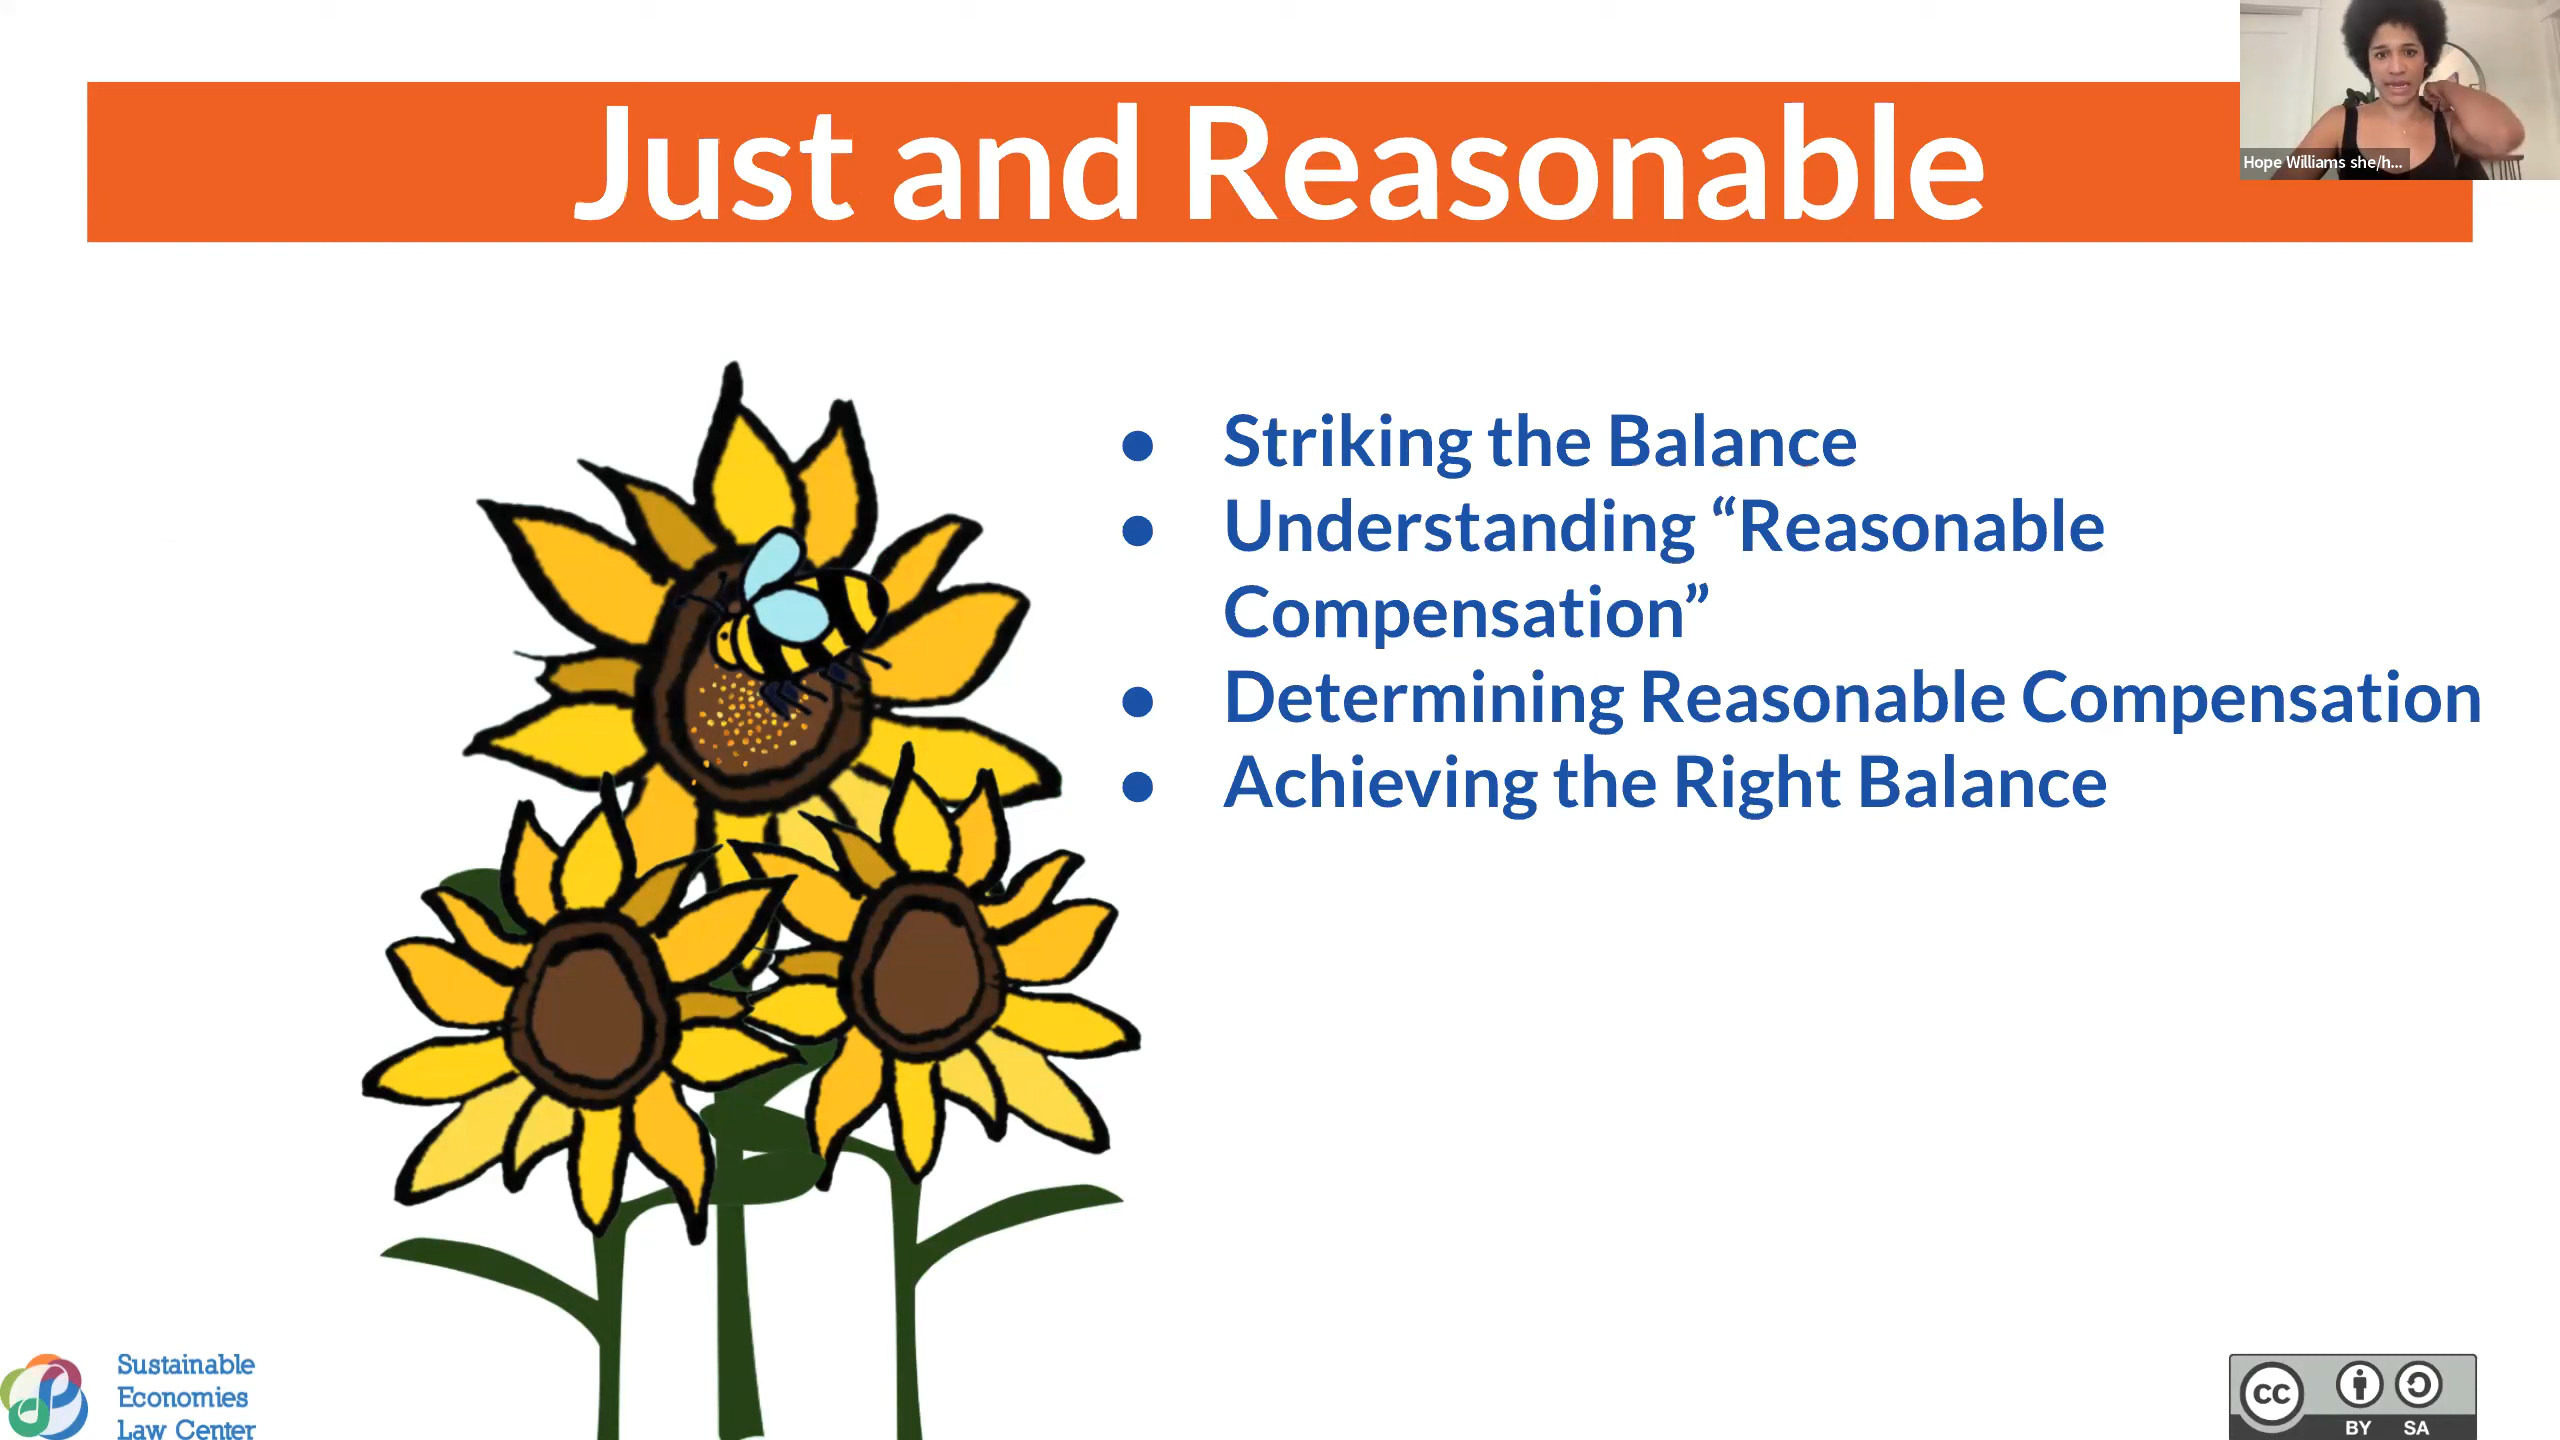 Just and Reasonable
Hope Williams she/h...
● Striking the Balance
● Understanding “Reasonable
Compensation”
● Determining Reasonable Compensation
● Achieving the Right Balance
Sustainable
Economies
Law Center
CC
BY SA